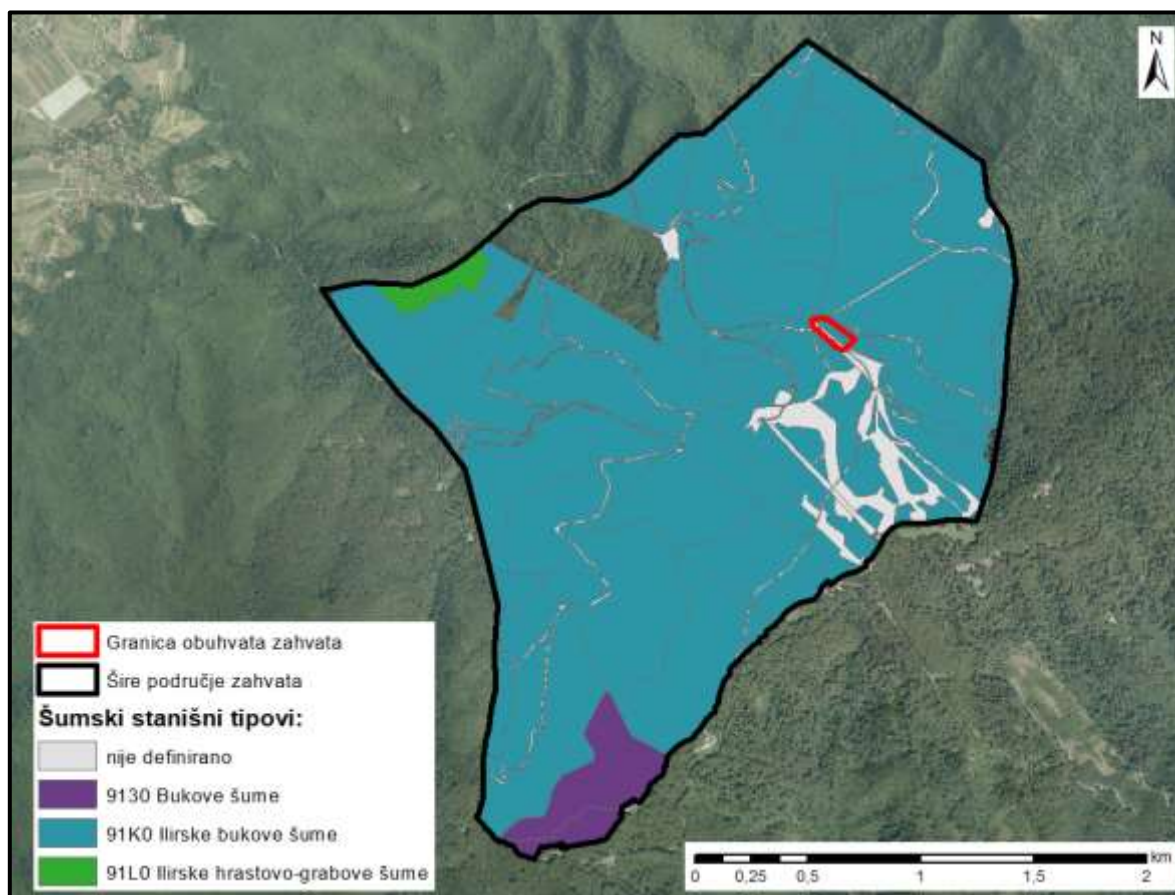 N
Granica obuhvata zahvata
Šire područje zahvata
Šumski stanišni tipovi:
nije definirano
9130 Bukove šume
91K0 Ilirske bukove šume
91L0 Ilirske hrastovo-grabove šume
km
0 0,25 0,5 1 1,5 2